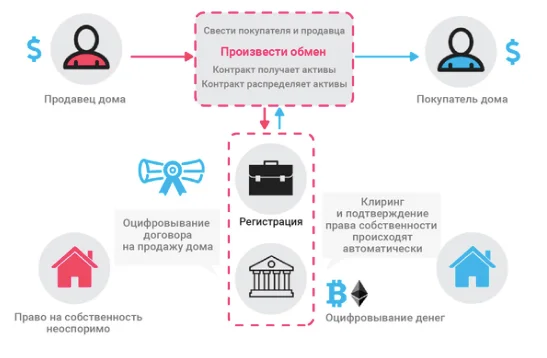 Свести покупателя и продавца
Произвести обмен
Контракт получает активы
Контракт распределяет активы
$
$
Продавец дома
Покупатель дома
Регистрация
Оцифровывание
договора
на продажу дома
Клиринг
и подтверждение
права собственности
происходят
автоматически
Право на собственность
неоспоримо
Оцифровывание денег